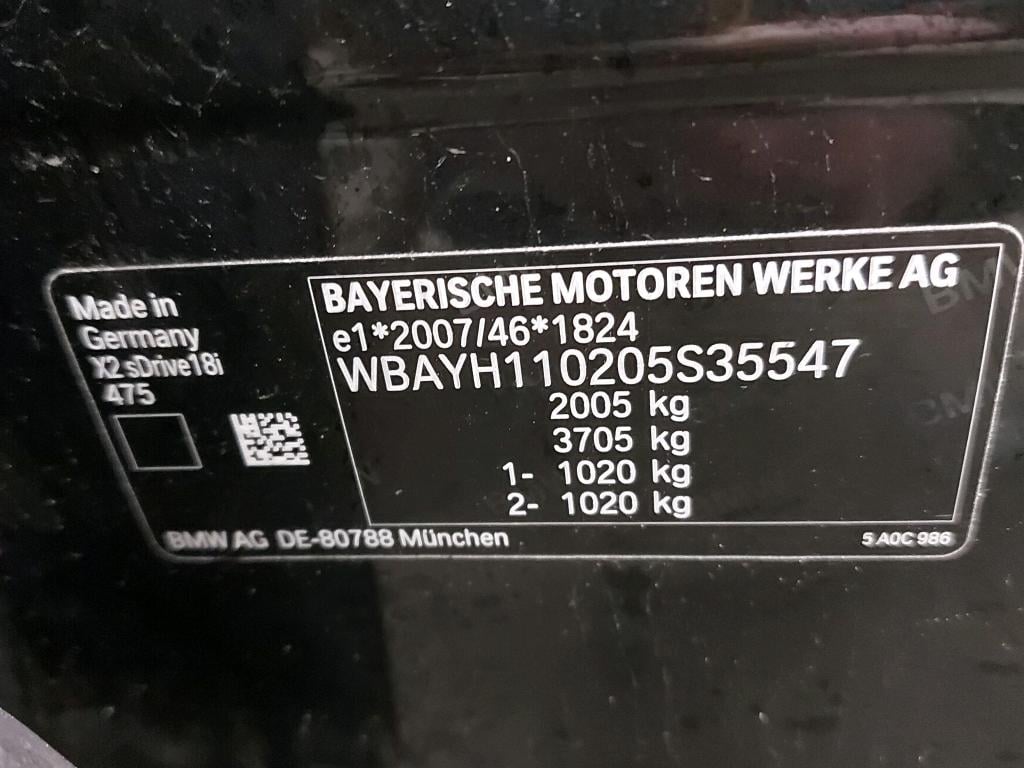 Made in
Germany
X2 sDrive18i
475
BAYERISCHE MOTOREN WERKE AG
e1*2007/46*1824
WBAYH110205S35547
2005 kg
3705 kg
1- 1020 kg
2- 1020 kg
BMW AG DE-80788 München
5 A0C 986